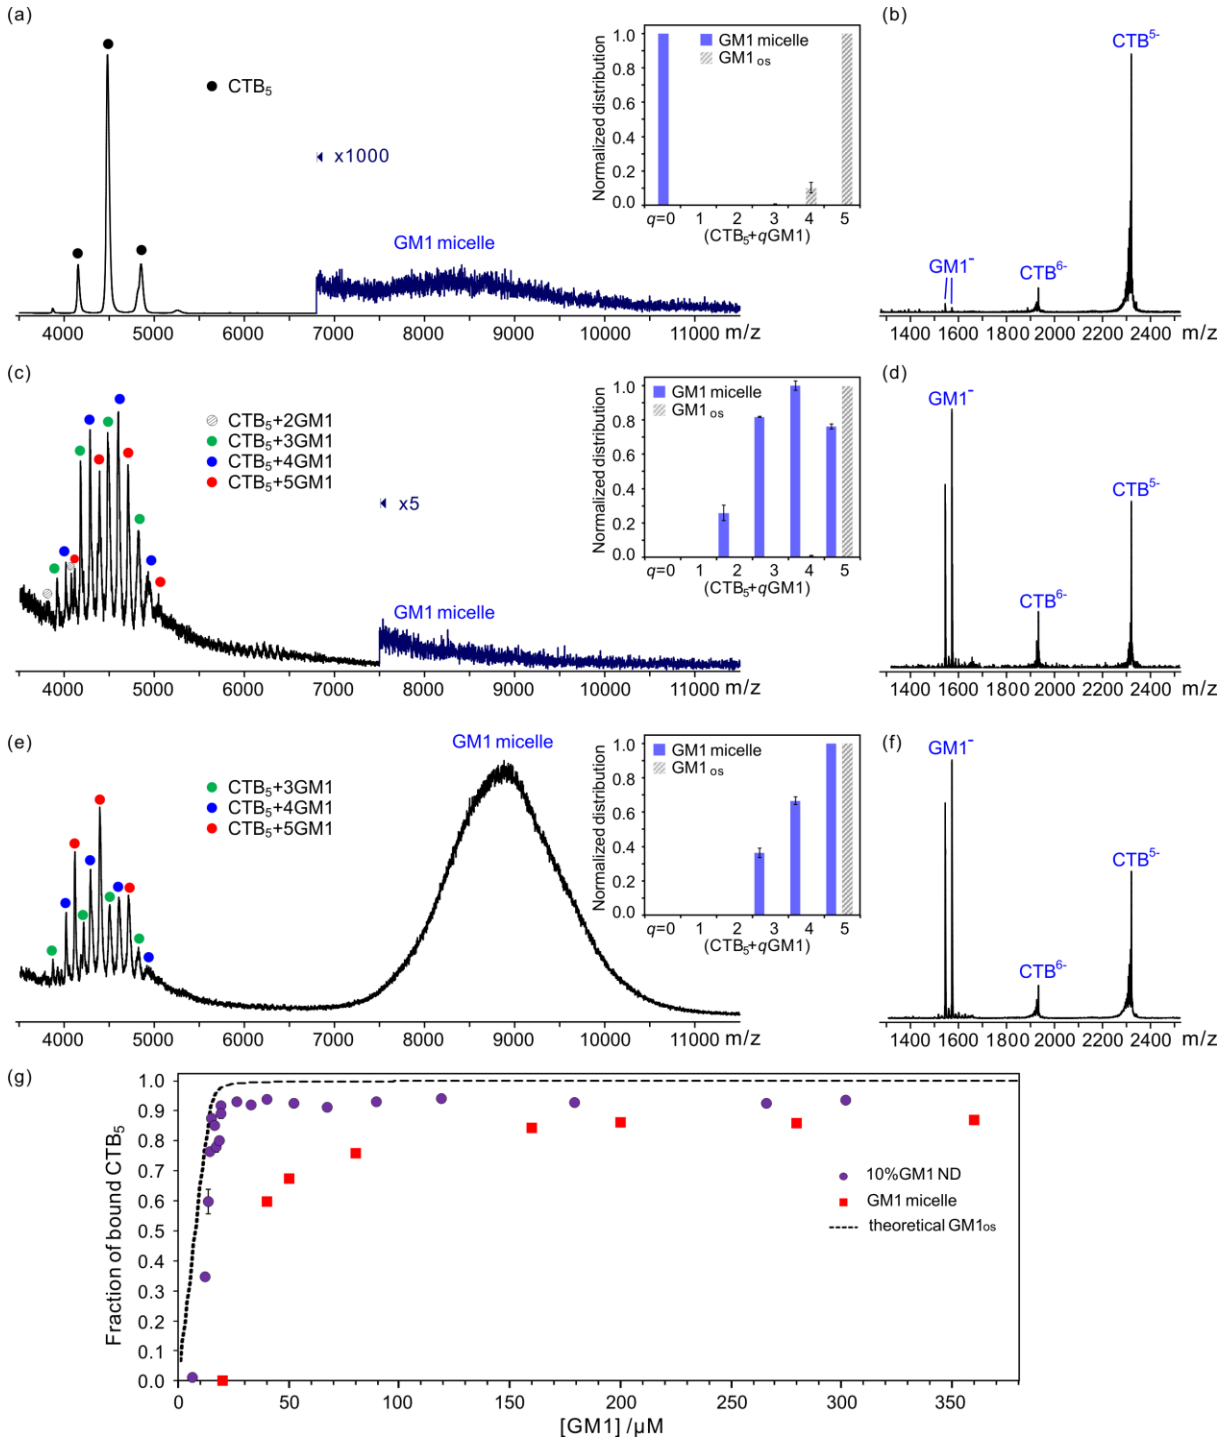 (a)
CTB5
x1000
GM1 micelle
4000 5000 6000 7000 8000 9000 10000 11000 m/z
Normalized distribution
1.0
0.8
0.6
0.4
0.2
0.0
GM1 micelle
GM1os
q=0 1 2 3 4 5
(CTB5+qGM1)
(b)
CTB5-
GM1-
CTB6-
1400 1600 1800 2000 2200 2400 m/z
(c)
CTB5+2GM1
CTB5+3GM1
CTB5+4GM1
CTB5+5GM1
x5
GM1 micelle
4000 5000 6000 7000 8000 9000 10000 11000 m/z
Normalized distribution
1.0
0.8
0.6
0.4
0.2
0.0
GM1 micelle
GM1os
q=0 1 2 3 4 5
(CTB5+qGM1)
(d)
GM1-
CTB5-
CTB6-
1400 1600 1800 2000 2200 2400 m/z
(e)
CTB5+3GM1
CTB5+4GM1
CTB5+5GM1
GM1 micelle
4000 5000 6000 7000 8000 9000 10000 11000 m/z
Normalized distribution
1.0
0.8
0.6
0.4
0.2
0.0
GM1 micelle
GM1os
q=0 1 2 3 4 5
(CTB5+qGM1)
(f)
GM1-
CTB5-
CTB6-
1400 1600 1800 2000 2200 2400 m/z
(g)
Fraction of bound CTB5
1.0
0.9
0.8
0.7
0.6
0.5
0.4
0.3
0.2
0.1
0.0
10%GM1 ND
GM1 micelle
theoretical GM1os
0 50 100 150 200 250 300 350
[GM1] /µM